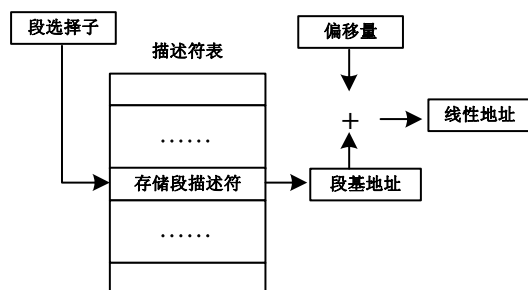 段选择子
偏移量
描述符表
线性地址
+
……
存储段描述符
段基地址
……